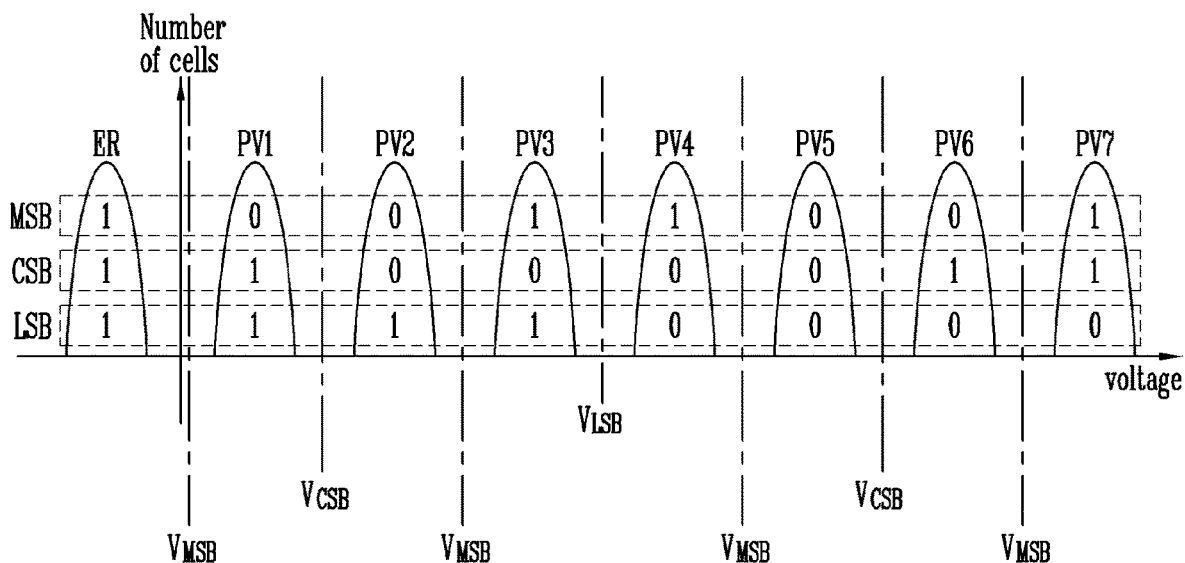 Number
of cells
ER PV1 PV2 PV3 PV4 PV5 PV6 PV7
MSB 1 0 0 1 1 0 0 1
CSB 1 1 0 0 0 0 1 1
LSB 1 1 1 1 0 0 0 0
voltage
VLSB
VCSB VCSB
VMSB VMSB VMSB VMSB